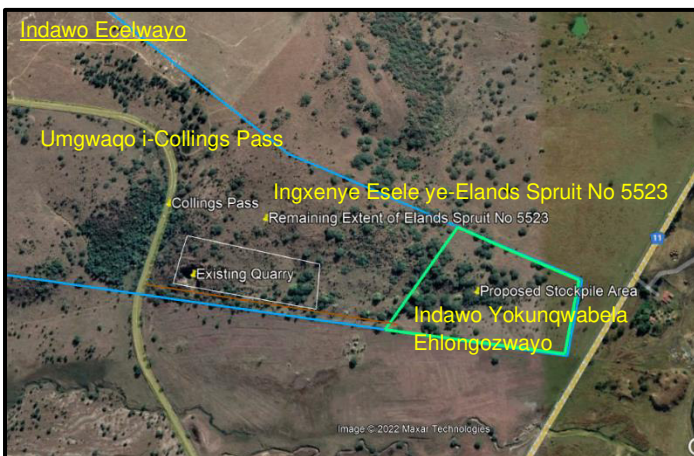 Indawo Ecelwayo
Umgwaqo i-Collings Pass
Ingxenye Esele ye-Elands Spruit No 5523
Collings Pass
Remaining Extent of Elands Spruit No 5523
11
Existing Quarry
Proposed Stockpile Area
Indawo Yokunqwabela
Ehlongozwayo
Image © 2022 Maxar Technologies